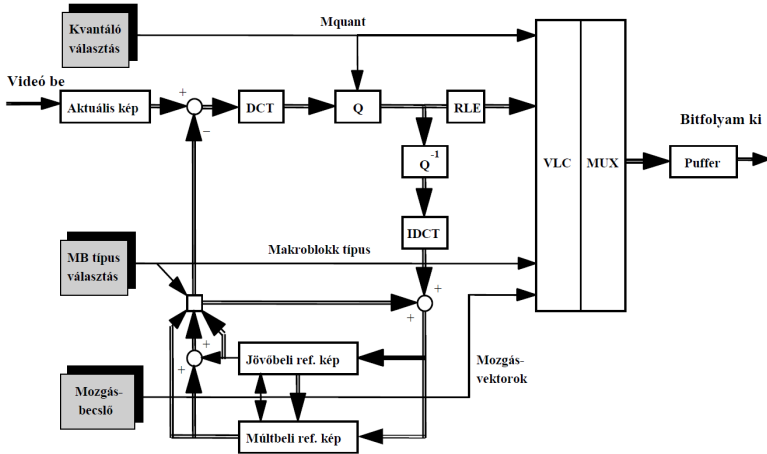 Kvantáló
választás
Mquant
Videó be
Aktuális kép
+
−
DCT
Q
RLE
Q-1
IDCT
VLC
MUX
Bitfolyam ki
Puffer
MB típus
választás
Makroblokk típus
+
+
+
+
Jövőbeli ref. kép
Mozgás-
vektorok
Mozgás-
becslő
Múltbeli ref. kép